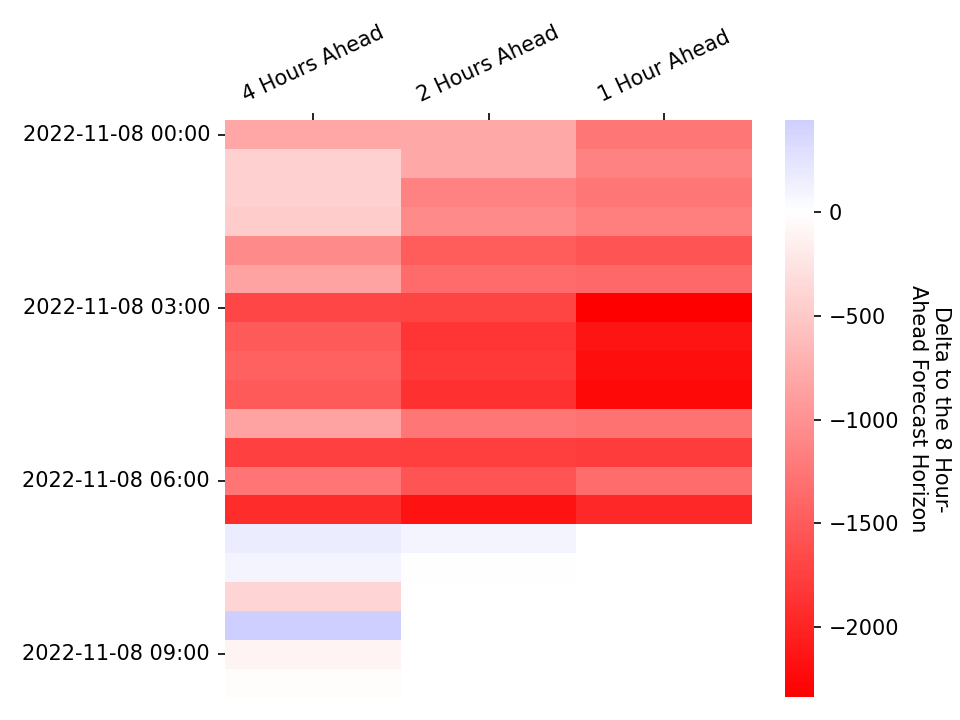 4 Hours Ahead
2 Hours Ahead
1 Hour Ahead
2022-11-08 00:00
2022-11-08 03:00
2022-11-08 06:00
2022-11-08 09:00
0
−500
−1000
−1500
−2000
Delta to the 8 Hour-
Ahead Forecast Horizon